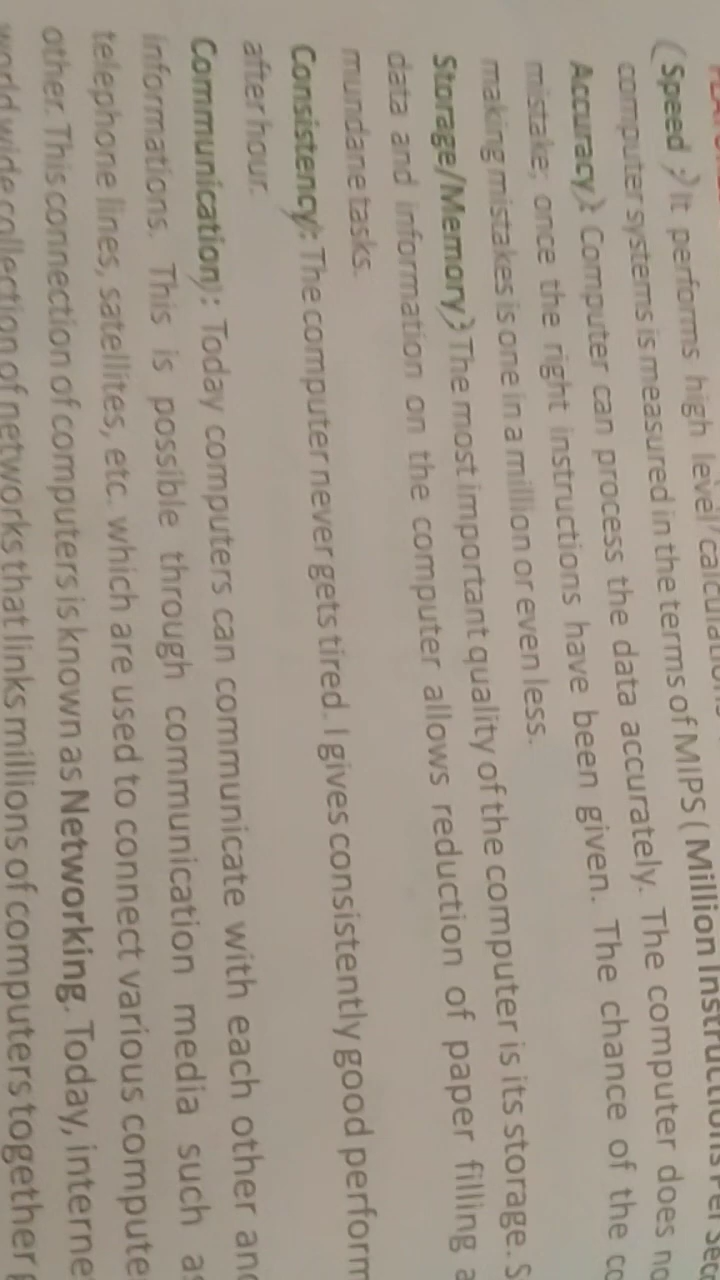 (Speed :) It performs high level calculations
computer systems is measured in the terms of MIPS (Million Instructions Per Sec
Accuracy): Computer can process the data accurately. The computer does no
mistake; once the right instructions have been given. The chance of the co
making mistakes is one in a million or even less.
Storage/Memory): The most important quality of the computer is its storage. S
data and information on the computer allows reduction of paper filling a
mundane tasks.
Consistency: The computer never gets tired. I gives consistently good perform
after hour.
Communication): Today computers can communicate with each other and
informations. This is possible through communication media such as
telephone lines, satellites, etc. which are used to connect various compute
other. This connection of computers is known as Networking. Today, interne
world wide collection of networks that links millions of computers together